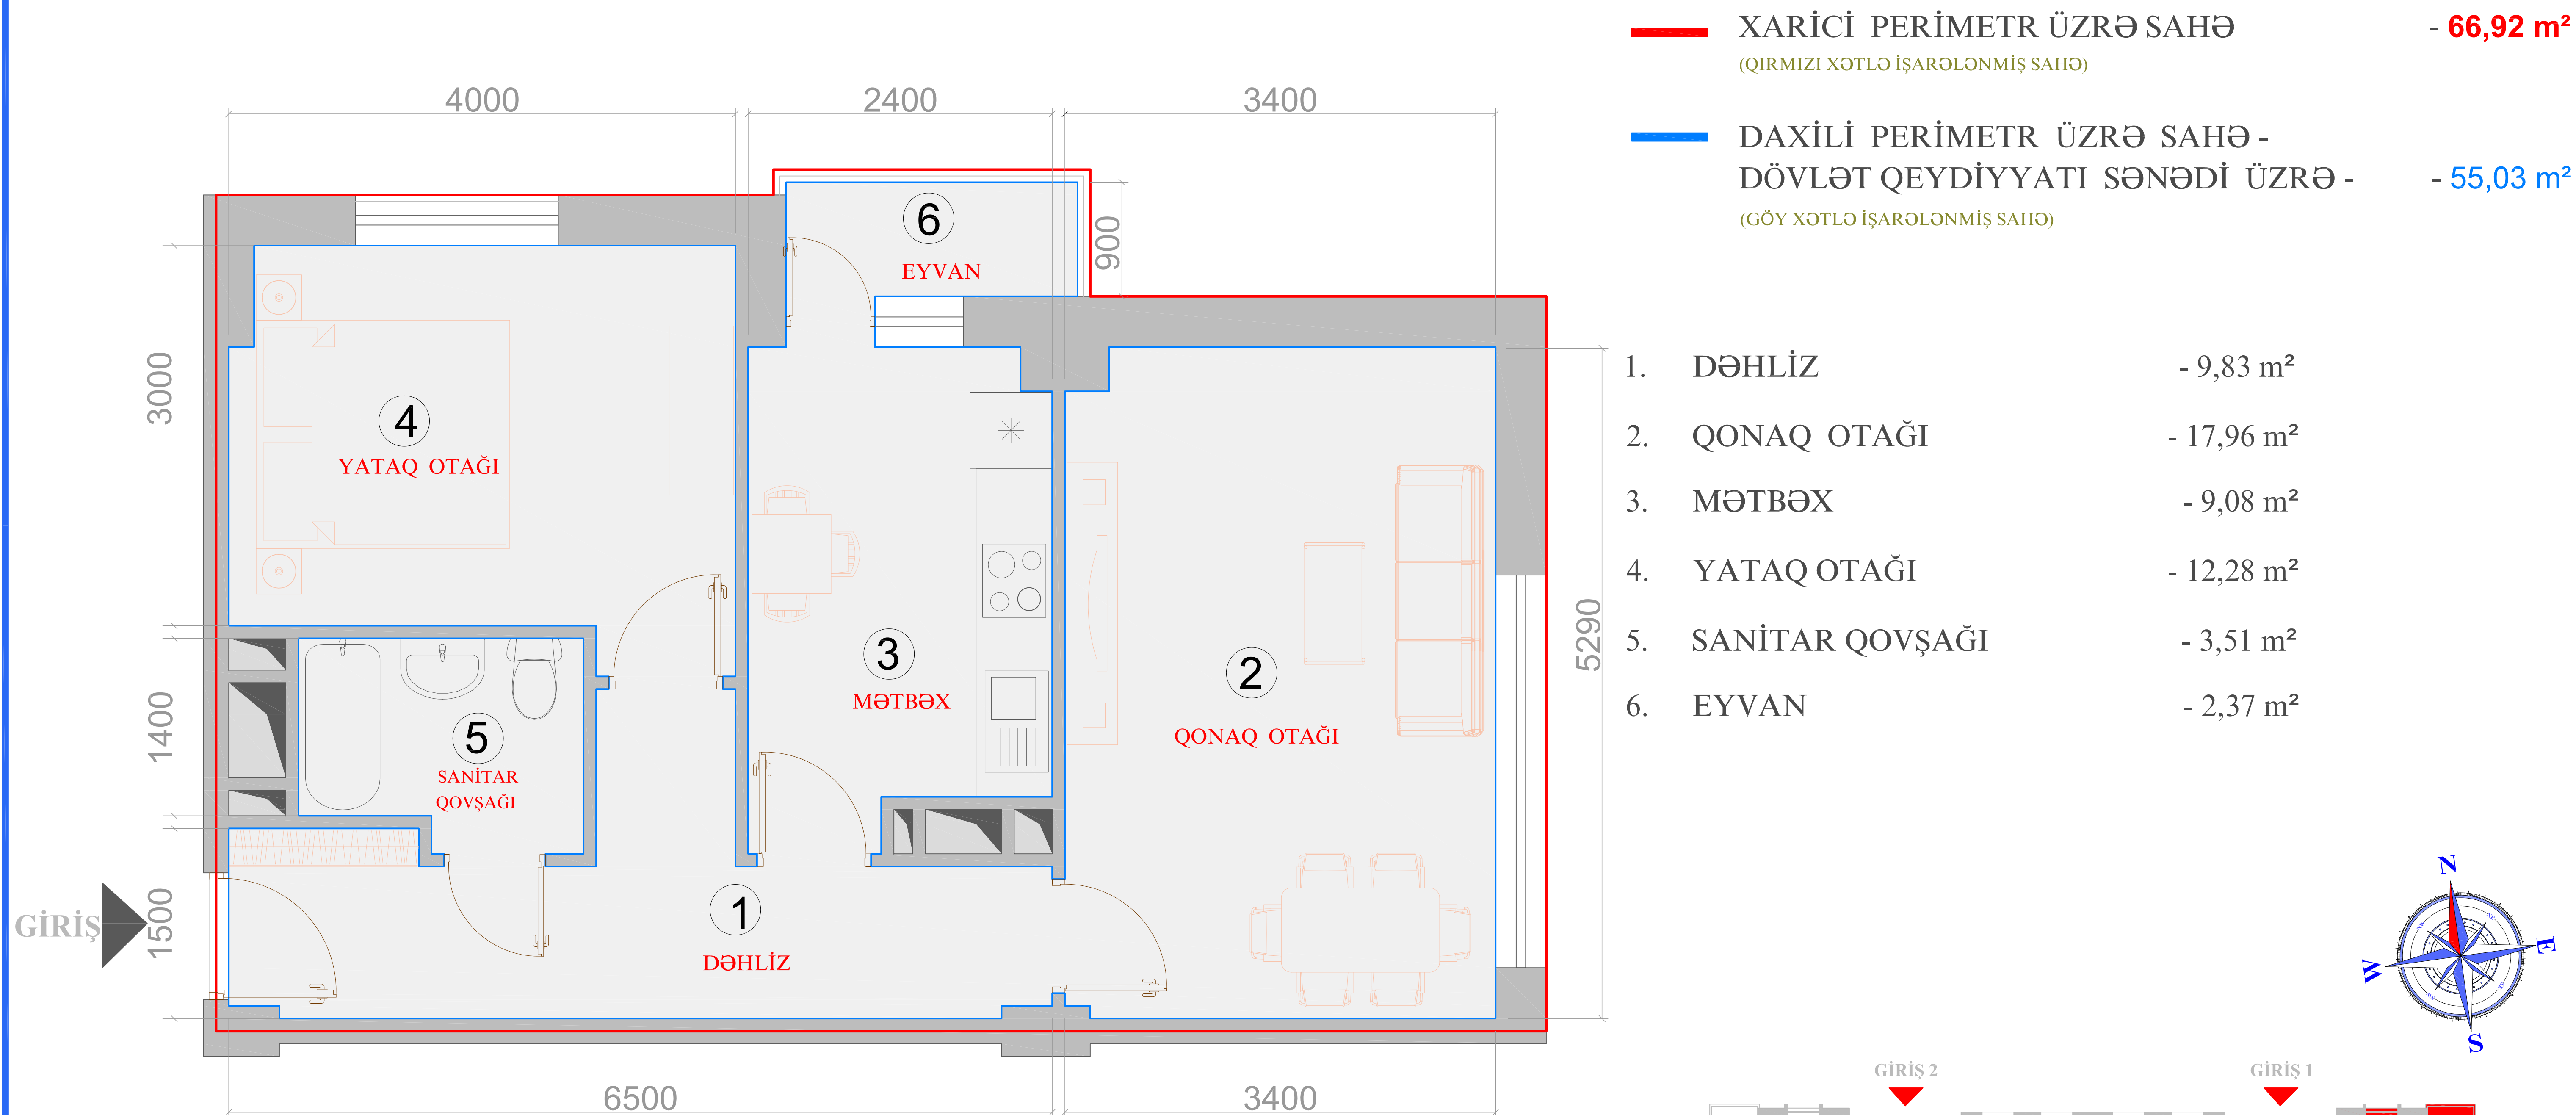 XARİCİ PERİMETR ÜZRƏ SAHƏ - 66,92 m²
(QIRMIZI XƏTLƏ İŞARƏLƏNMİŞ SAHƏ)
DAXİLİ PERİMETR ÜZRƏ SAHƏ -
DÖVLƏT QEYDİYYATI SƏNƏDİ ÜZRƏ - - 55,03 m²
(GÖY XƏTLƏ İŞARƏLƏNMİŞ SAHƏ)
4000 2400 3400
6
EYVAN
900
3000
4
YATAQ OTAĞI
1400
5
SANİTAR
QOVŞAĞI
3
MƏTBƏX
2
QONAQ OTAĞI
5290
GİRİŞ
1500
1
DƏHLİZ
6500 3400
1. DƏHLİZ - 9,83 m²
2. QONAQ OTAĞI - 17,96 m²
3. MƏTBƏX - 9,08 m²
4. YATAQ OTAĞI - 12,28 m²
5. SANİTAR QOVŞAĞI - 3,51 m²
6. EYVAN - 2,37 m²
N
E
W
S
GİRİŞ 2 GİRİŞ 1